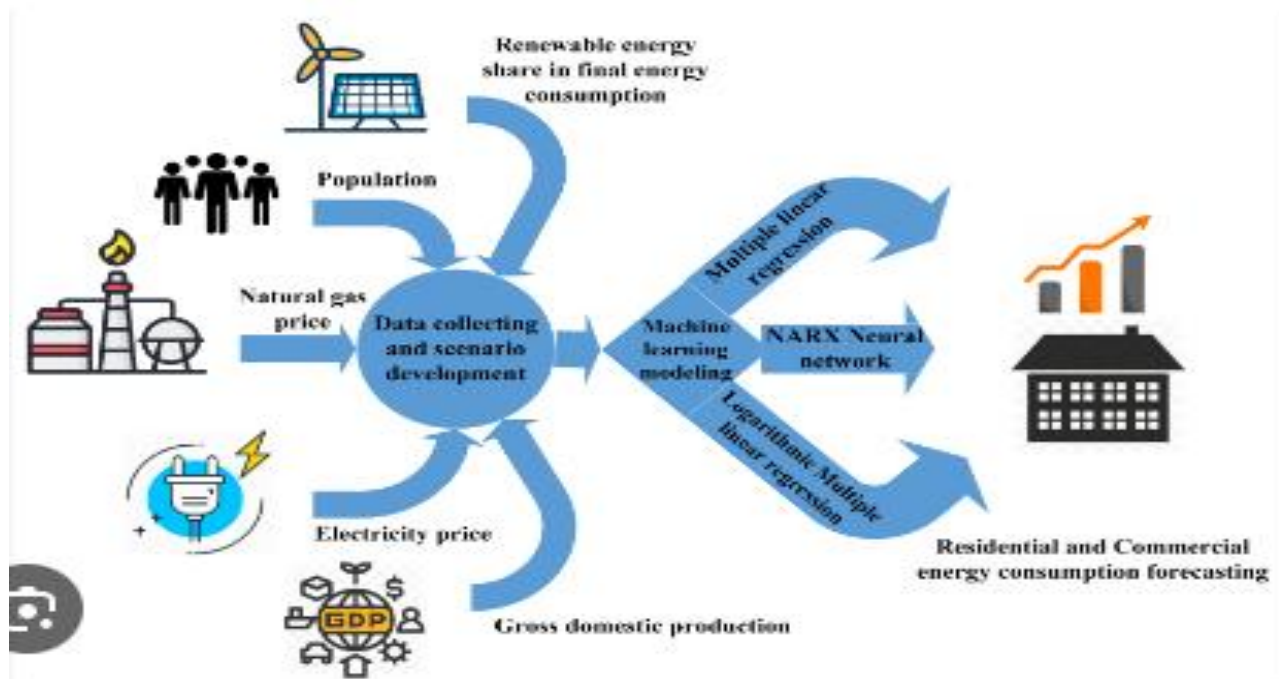 Renewable energy
share in final energy
consumption
Population
Natural gas
price
Data collecting
and scenario
development
Electricity price
GDP
Gross domestic production
Machine
learning
modeling
Multiple linear
regression
NARX Neural
network
Logarithmic Multiple
linear regression
Residential and Commercial
energy consumption forecasting